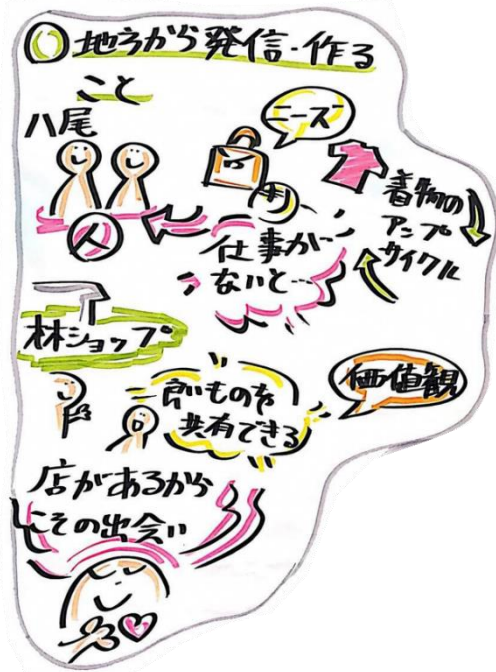 地方から発信・作る
こと
八尾
ニーズ
人
仕事が
ないと…
着物の
アップ
サイクル
林ショップ
良いものを
共有できる
価値観
店があるから
その出会い